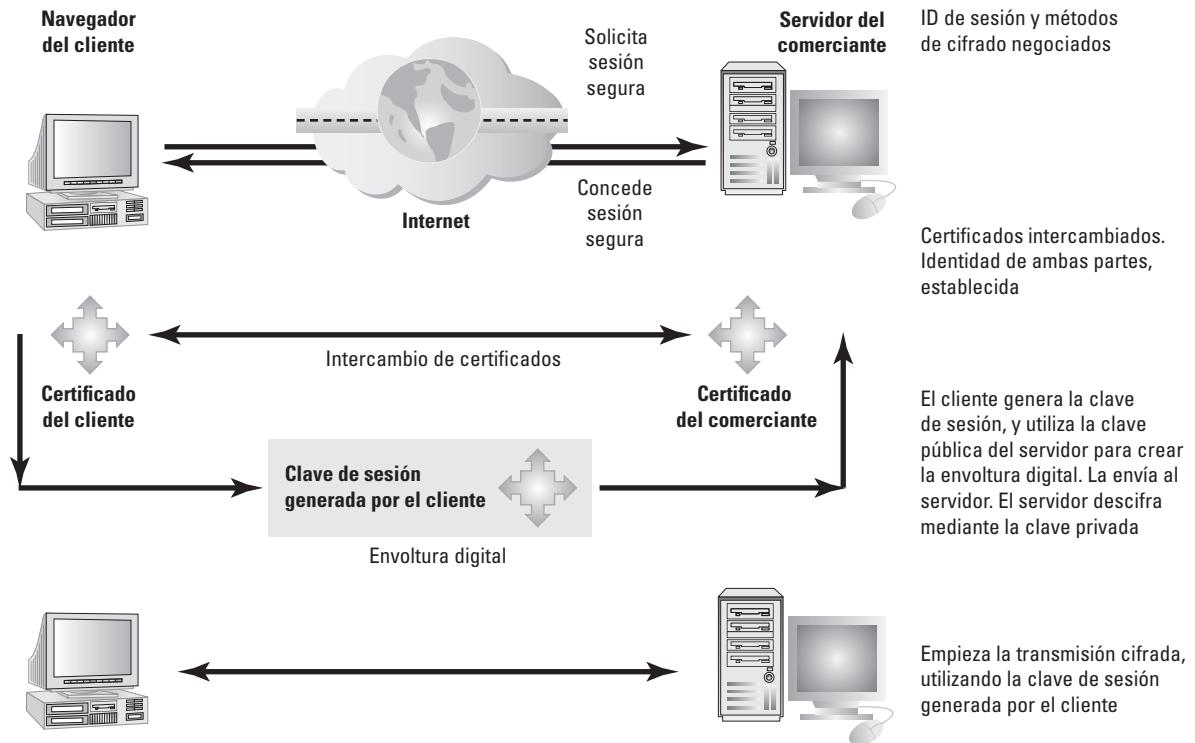 Navegador
del cliente
Solicita
sesión
segura
Servidor del
comerciante
ID de sesión y métodos
de cifrado negociados
Internet
Concede
sesión
segura
Certificados intercambiados.
Identidad de ambas partes,
establecida
Intercambio de certificados
Certificado
del cliente
Certificado
del comerciante
El cliente genera la clave
de sesión, y utiliza la clave
pública del servidor para crear
la envoltura digital. La envía al
servidor. El servidor descifra
mediante la clave privada
Clave de sesión
generada por el cliente
Envoltura digital
Empieza la transmisión cifrada,
utilizando la clave de sesión
generada por el cliente